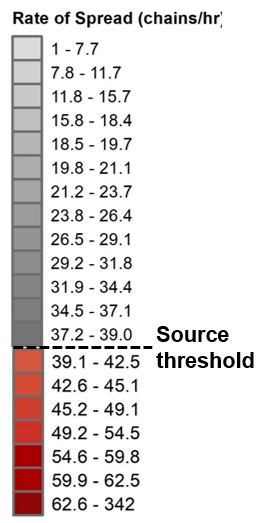 Rate of Spread (chains/hr)
1 - 7.7
7.8 - 11.7
11.8 - 15.7
15.8 - 18.4
18.5 - 19.7
19.8 - 21.1
21.2 - 23.7
23.8 - 26.4
26.5 - 29.1
29.2 - 31.8
31.9 - 34.4
34.5 - 37.1
37.2 - 39.0
Source
threshold
39.1 - 42.5
42.6 - 45.1
45.2 - 49.1
49.2 - 54.5
54.6 - 59.8
59.9 - 62.5
62.6 - 342